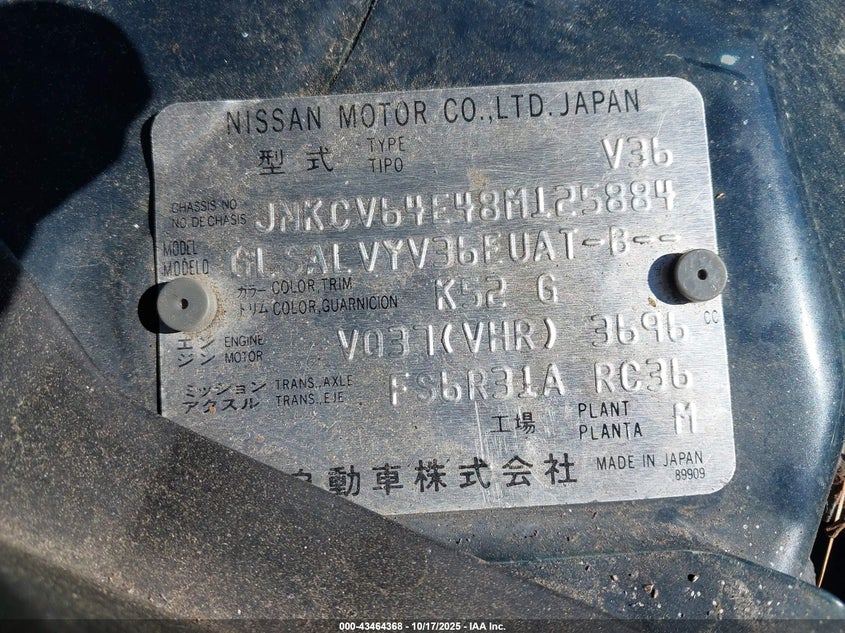 NISSAN MOTOR CO.,LTD.JAPAN
型式 TYPE TIPO V36
CHASSIS NO NO DE CHASIS JNKCV64E48M125884
MODEL MODELO GLSALVYV36EUAT-B--
カラー COLOR,TRIM トリム COLOR,GUARNICION K52 G
エンジン ENGINE MOTOR VQ37(VHR) 3696 CC
ミッション TRANS.,AXLE アクスル TRANS.,EJE FS6R31A RC36
工場 PLANT PLANTA M
自動車株式会社 MADE IN JAPAN
89909
000-43464368 - 10/17/2025 - IAA Inc.